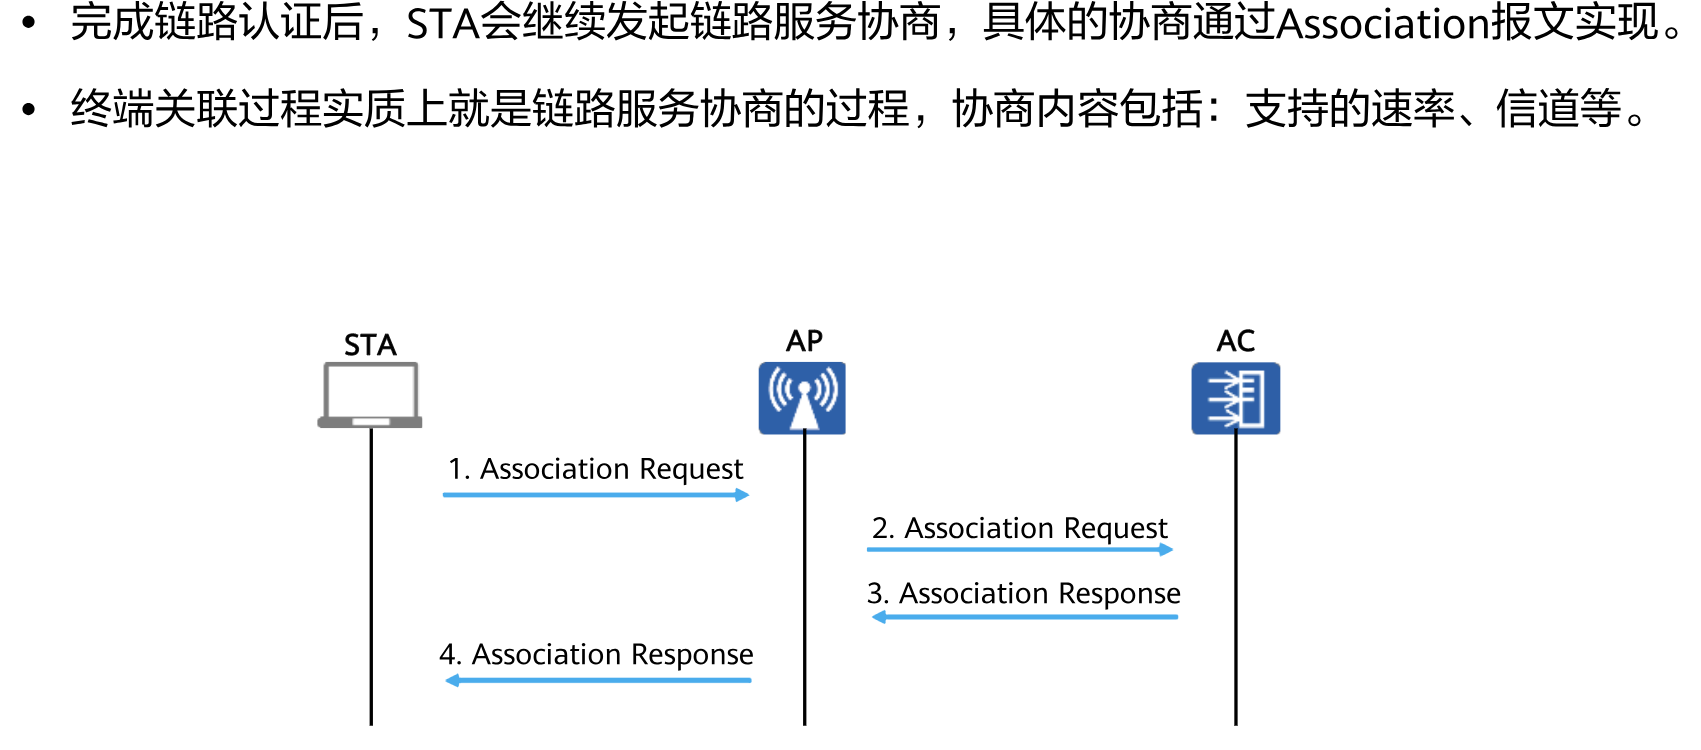 • 完成链路认证后，STA会继续发起链路服务协商，具体的协商通过Association报文实现。
• 终端关联过程实质上就是链路服务协商的过程，协商内容包括：支持的速率、信道等。
STA
AP
AC
1. Association Request
2. Association Request
3. Association Response
4. Association Response